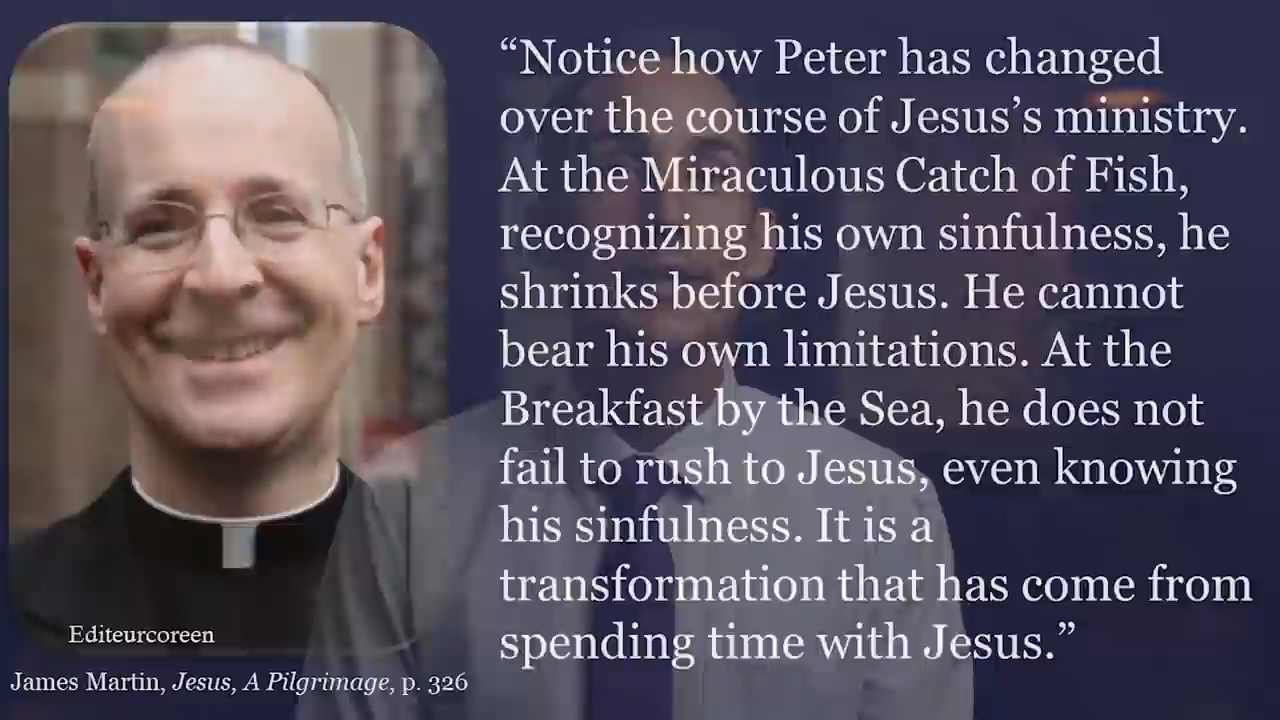 “Notice how Peter has changed
over the course of Jesus’s ministry.
At the Miraculous Catch of Fish,
recognizing his own sinfulness, he
shrinks before Jesus. He cannot
bear his own limitations. At the
Breakfast by the Sea, he does not
fail to rush to Jesus, even knowing
his sinfulness. It is a
transformation that has come from
spending time with Jesus.”
Editeurcoreen
James Martin, Jesus, A Pilgrimage, p. 326